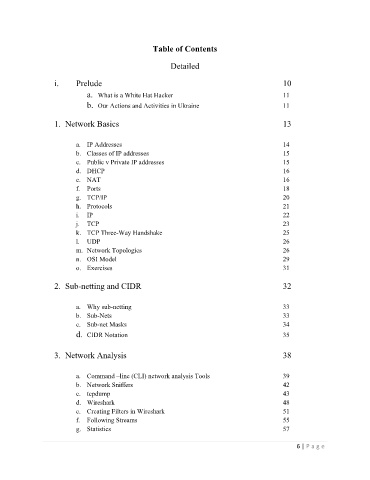 Table of Contents
Detailed
i. Prelude 10
a. What is a White Hat Hacker 11
b. Our Actions and Activities in Ukraine 11
1. Network Basics 13
a. IP Addresses 14
b. Classes of IP addresses 15
c. Public v Private IP addresses 15
d. DHCP 16
e. NAT 16
f. Ports 18
g. TCP/IP 20
h. Protocols 21
i. IP 22
j. TCP 23
k. TCP Three-Way Handshake 25
l. UDP 26
m. Network Topologies 26
n. OSI Model 29
o. Exercises 31
2. Sub-netting and CIDR 32
a. Why sub-netting 33
b. Sub-Nets 33
c. Sub-net Masks 34
d. CIDR Notation 35
3. Network Analysis 38
a. Command –line (CLI) network analysis Tools 39
b. Network Sniffers 42
c. tcpdump 43
d. Wireshark 48
e. Creating Filters in Wireshark 51
f. Following Streams 55
g. Statistics 57
6 | P a g e